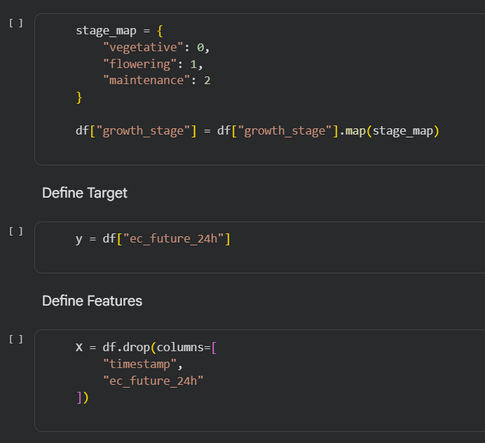 [ ]
stage_map = {
    "vegetative": 0,
    "flowering": 1,
    "maintenance": 2
}
df["growth_stage"] = df["growth_stage"].map(stage_map)
Define Target
[ ]
y = df["ec_future_24h"]
Define Features
[ ]
X = df.drop(columns=[
    "timestamp",
    "ec_future_24h"
])